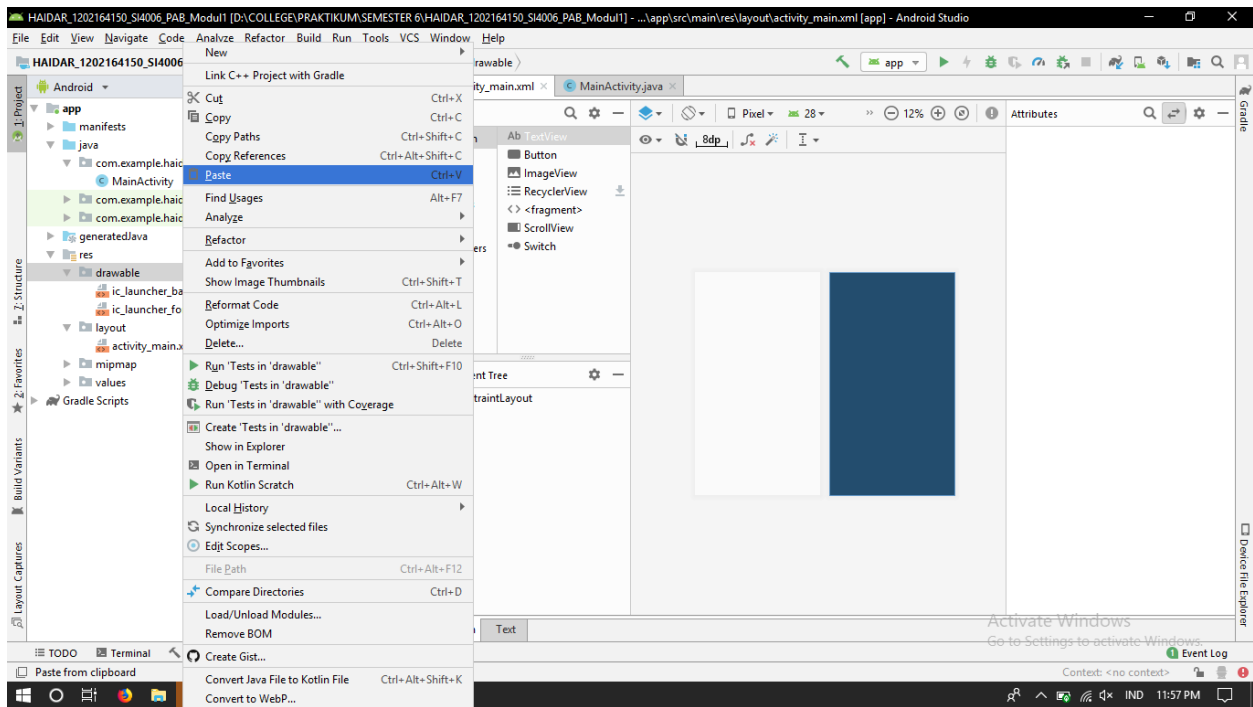 HAIDAR_1202164150_SI4006_PAB_Modul1 [D:\COLLEGE\PRAKTIKUM\SEMESTER 6\HAIDAR_1202164150_SI4006_PAB_Modul1] - ...\app\src\main\res\layout\activity_main.xml [app] - Android Studio
File Edit View Navigate Code Analyze Refactor Build Run Tools VCS Window Help
HAIDAR_1202164150_SI4006
rawable
app
Android
ity_main.xml
MainActivity.java
1: Project
Z: Structure
2: Favorites
Build Variants
Layout Captures
app
manifests
java
com.example.haid
MainActivity
com.example.haid
com.example.haid
generatedJava
res
drawable
ic_launcher_ba
ic_launcher_fo
layout
activity_main.x
mipmap
values
Gradle Scripts
New
Link C++ Project with Gradle
Cut Ctrl+X
Copy Ctrl+C
Copy Paths Ctrl+Shift+C
Copy References Ctrl+Alt+Shift+C
Paste Ctrl+V
Find Usages Alt+F7
Analyze
Refactor
Add to Favorites
Show Image Thumbnails Ctrl+Shift+T
Reformat Code Ctrl+Alt+L
Optimize Imports Ctrl+Alt+O
Delete... Delete
Run 'Tests in 'drawable'' Ctrl+Shift+F10
Debug 'Tests in 'drawable''
Run 'Tests in 'drawable'' with Coverage
Create 'Tests in 'drawable''...
Show in Explorer
Open in Terminal
Run Kotlin Scratch Ctrl+Alt+W
Local History
Synchronize selected files
Edit Scopes...
File Path Ctrl+Alt+F12
Compare Directories Ctrl+D
Load/Unload Modules...
Remove BOM
Create Gist...
Convert Java File to Kotlin File Ctrl+Alt+Shift+K
Convert to WebP...
Ab TextView
Button
ImageView
RecyclerView
<> <fragment>
ScrollView
Switch
ers
ent Tree
traintLayout
Text
Pixel 28 12%
8dp
Attributes
Gradle
Device File Explorer
Activate Windows
Go to Settings to activate Windows.
TODO Terminal
1 Event Log
Paste from clipboard
Context: <no context>
IND 11:57 PM